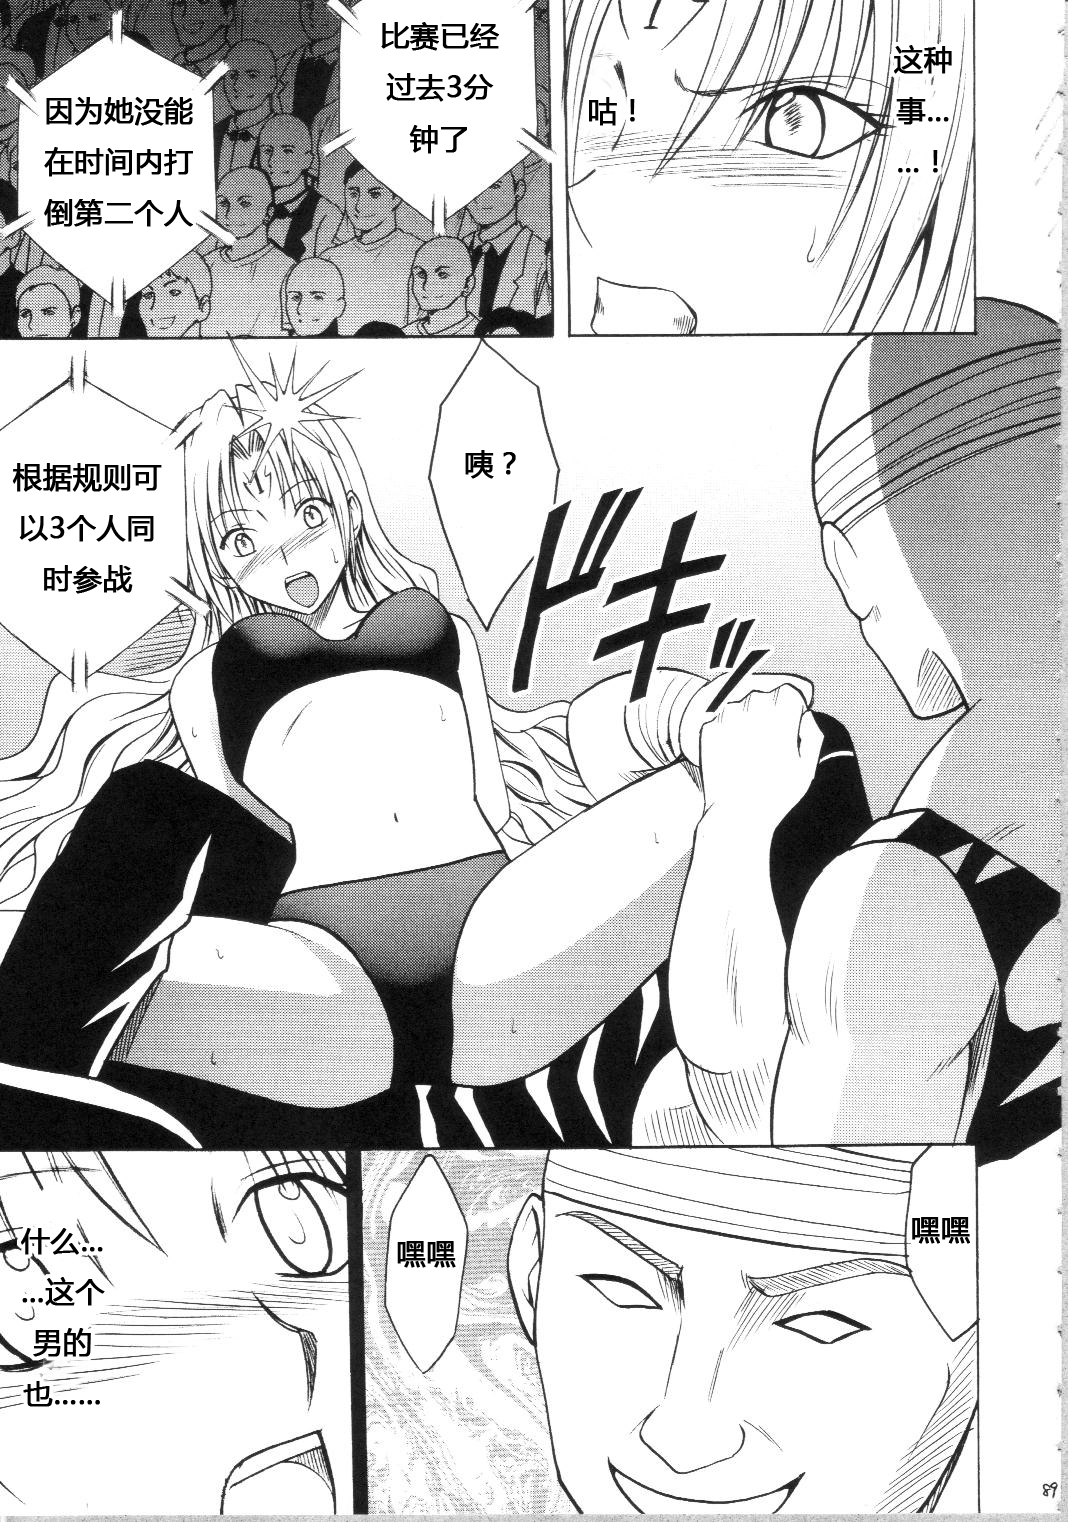 这种
事...
...！
咕！
比赛已经
过去3分
钟了
因为她没能
在时间内打
倒第二个人
根据规则可
以3个人同
时参战
咦？
ドキッ
嘿嘿
嘿嘿
什么...
...这个
男的
也......
89